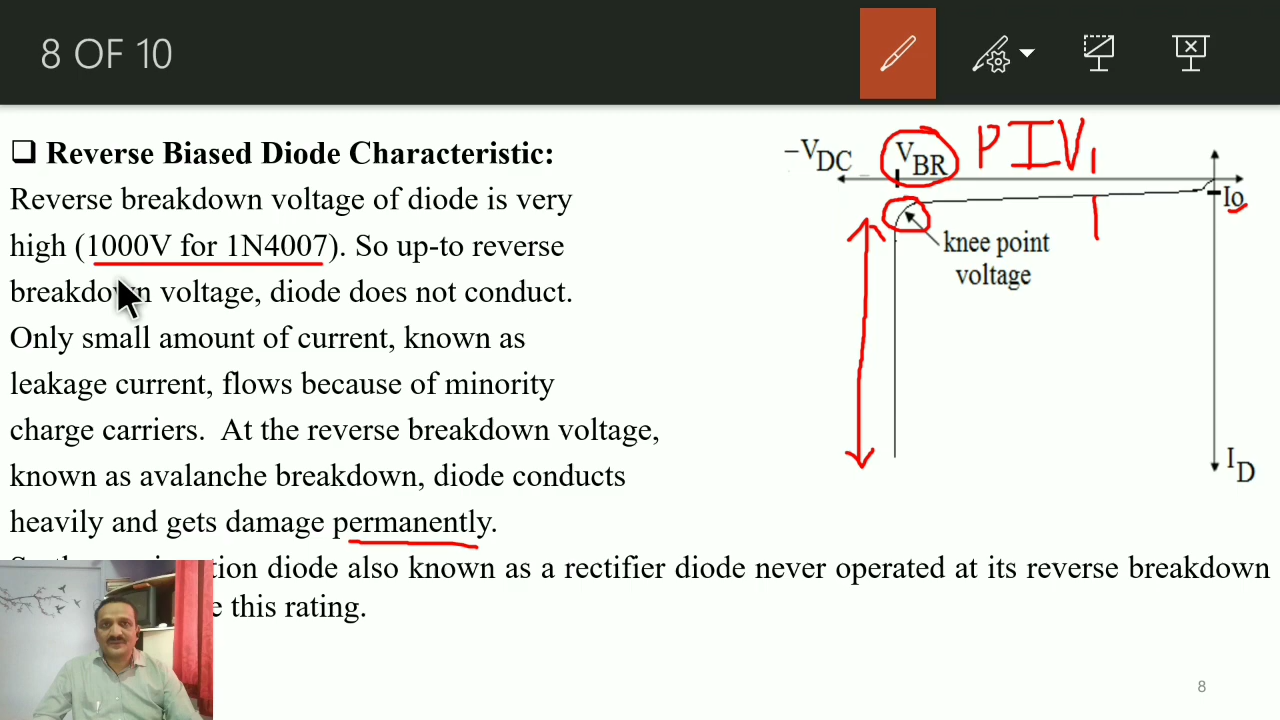 8 OF 10
❑ Reverse Biased Diode Characteristic:
Reverse breakdown voltage of diode is very
high (1000V for 1N4007). So up-to reverse
breakdown voltage, diode does not conduct.
Only small amount of current, known as
leakage current, flows because of minority
charge carriers. At the reverse breakdown voltage,
known as avalanche breakdown, diode conducts
heavily and gets damage permanently.
diode also known as a rectifier diode never operated at its reverse breakdown
this rating.
−VDC
VBR
PIV
Io
knee point
voltage
ID
8